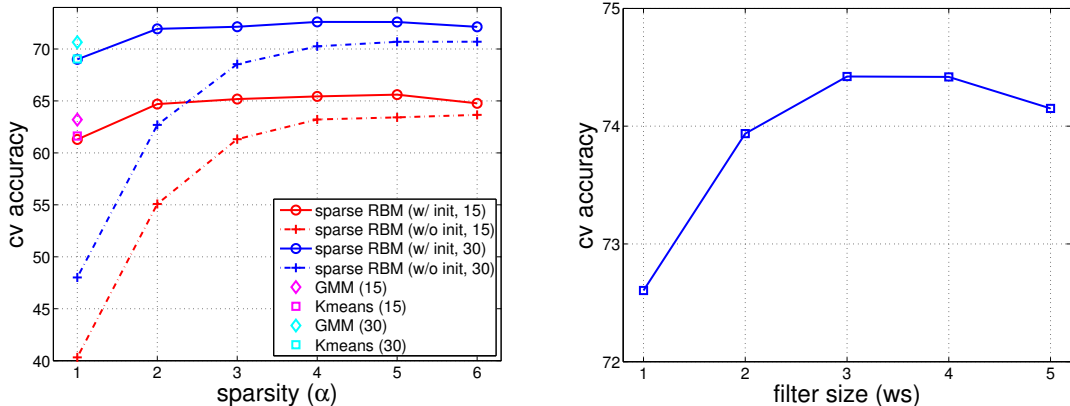 cv accuracy
70
65
60
55
50
45
40
1 2 3 4 5 6
sparsity (α)
sparse RBM (w/ init, 15)
sparse RBM (w/o init, 15)
sparse RBM (w/ init, 30)
sparse RBM (w/o init, 30)
GMM (15)
Kmeans (15)
GMM (30)
Kmeans (30)
cv accuracy
75
74
73
72
1 2 3 4 5
filter size (ws)